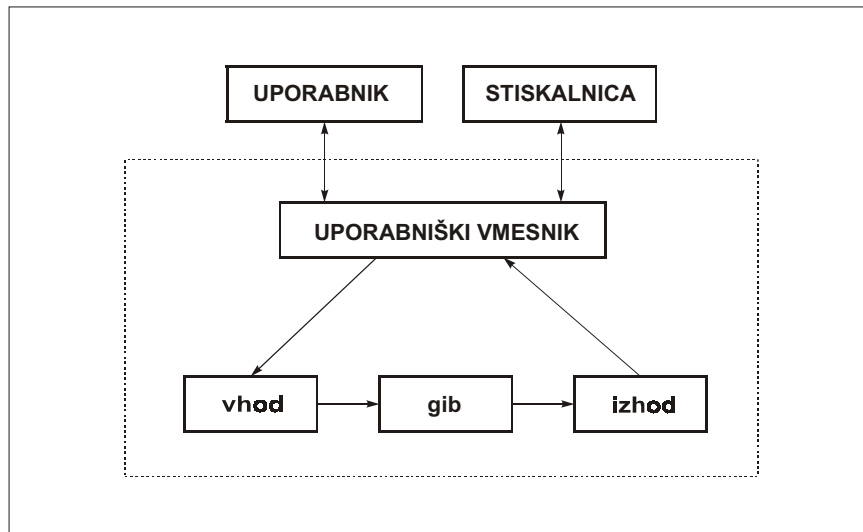 UPORABNIK
STISKALNICA
UPORABNIŠKI VMESNIK
vhod
gib
izhod